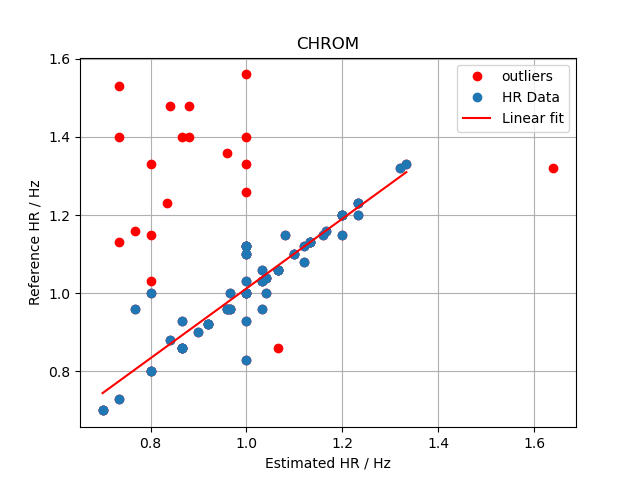 CHROM
1.6
1.4
1.2
1.0
0.8
Reference HR / Hz
outliers
HR Data
Linear fit
0.8 1.0 1.2 1.4 1.6
Estimated HR / Hz